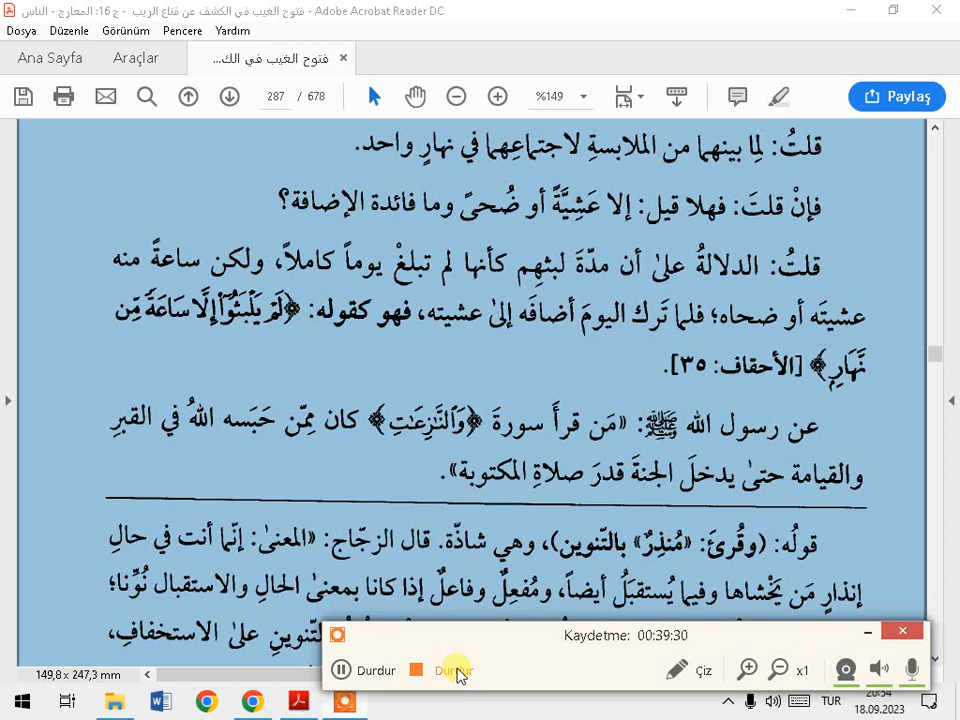 فتوح الغيب في الكشف عن قناع الريب - ج 16: المعارج - الناس - Adobe Acrobat Reader DC
Dosya Düzenle Görünüm Pencere Yardım
Ana Sayfa Araçlar فتوح الغيب في الك...
287 / 678 %149 Paylaş
قلتُ: لِما بينهما من الملابسةِ لاجتماعِهما في نهارٍ واحد.
فإنْ قلتَ: فهلا قيل: إلا عَشِيَّةً أو ضُحىً وما فائدة الإضافة؟
قلتُ: الدلالةُ علىٰ أن مدّةَ لبثِهِم كأنها لم تبلغْ يوماً كاملاً، ولكن ساعةً منه
عشيتَه أو ضحاه؛ فلما تَرك اليومَ أضافَه إلىٰ عشيته، فهو كقوله: ﴿لَمْ يَلْبَثُوٓاْ إِلَّا سَاعَةً مِّن
نَّهَارِۭ﴾ [الأحقاف: ٣٥].
عن رسول الله ﷺ: «مَن قرأَ سورةَ ﴿وَٱلنَّٰزِعَٰتِ﴾ كان مِمّن حَبَسه اللهُ في القبرِ
والقيامة حتىٰ يدخلَ الجنةَ قدرَ صلاةِ المكتوبة».
قولُه: (وقُرِئَ: «مُنذِرٌ» بالتّنوين)، وهي شاذّة. قال الزجّاج: «المعنىٰ: إنّما أنت في حالِ
إنذارِ مَن يَخْشاها وفيما يُستقبَلُ أيضاً، ومُفعِلٌ وفاعلٌ إذا كانا بمعنىٰ الحالِ والاستقبال نُوِّنا؛
التّنوينِ علىٰ الاستخفافِ،
Kaydetme: 00:39:30
Durdur Durdur Çiz x1
149,8 x 247,3 mm
TUR 20:54
18.09.2023